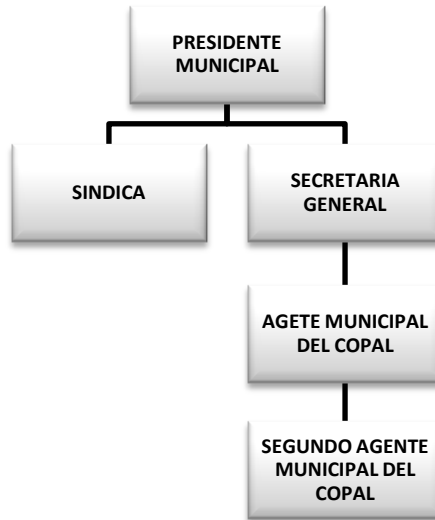 PRESIDENTE
MUNICIPAL
SINDICA
SECRETARIA
GENERAL
AGETE MUNICIPAL
DEL COPAL
SEGUNDO AGENTE
MUNICIPAL DEL
COPAL